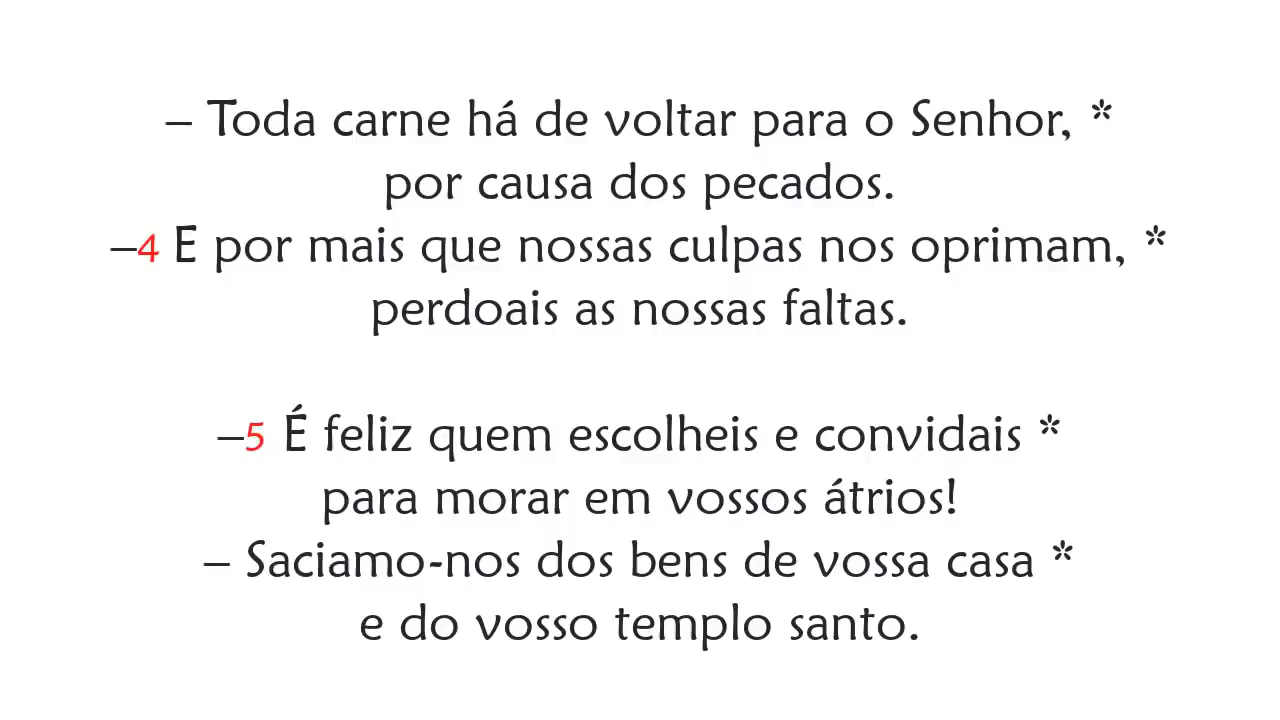 – Toda carne há de voltar para o Senhor, *
por causa dos pecados.
–4 E por mais que nossas culpas nos oprimam, *
perdoais as nossas faltas.
–5 É feliz quem escolheis e convidais *
para morar em vossos átrios!
– Saciamo-nos dos bens de vossa casa *
e do vosso templo santo.